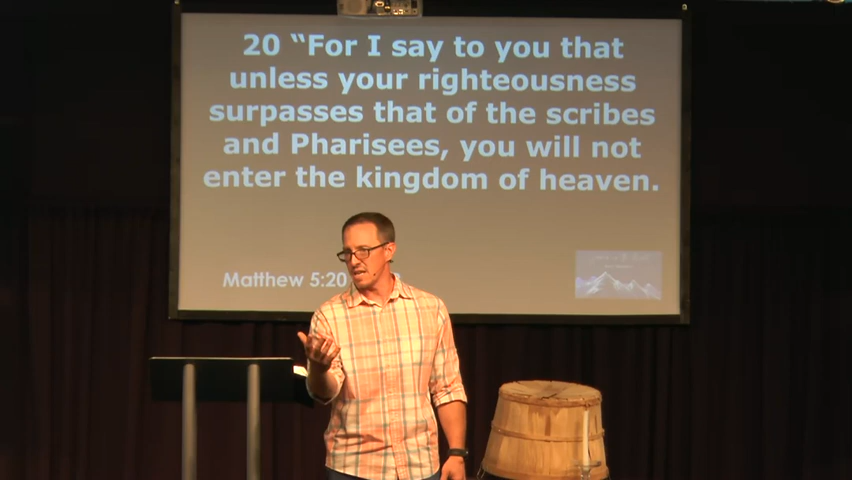 20 “For I say to you that
unless your righteousness
surpasses that of the scribes
and Pharisees, you will not
enter the kingdom of heaven.
Matthew 5:20